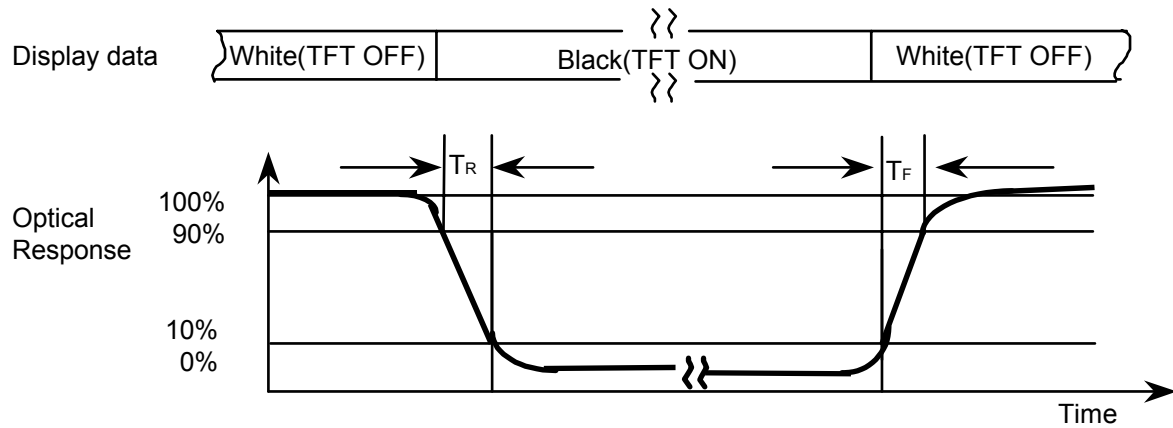 Display data
White(TFT OFF)
Black(TFT ON)
White(TFT OFF)
TR
TF
Optical
Response
100%
90%
10%
0%
Time